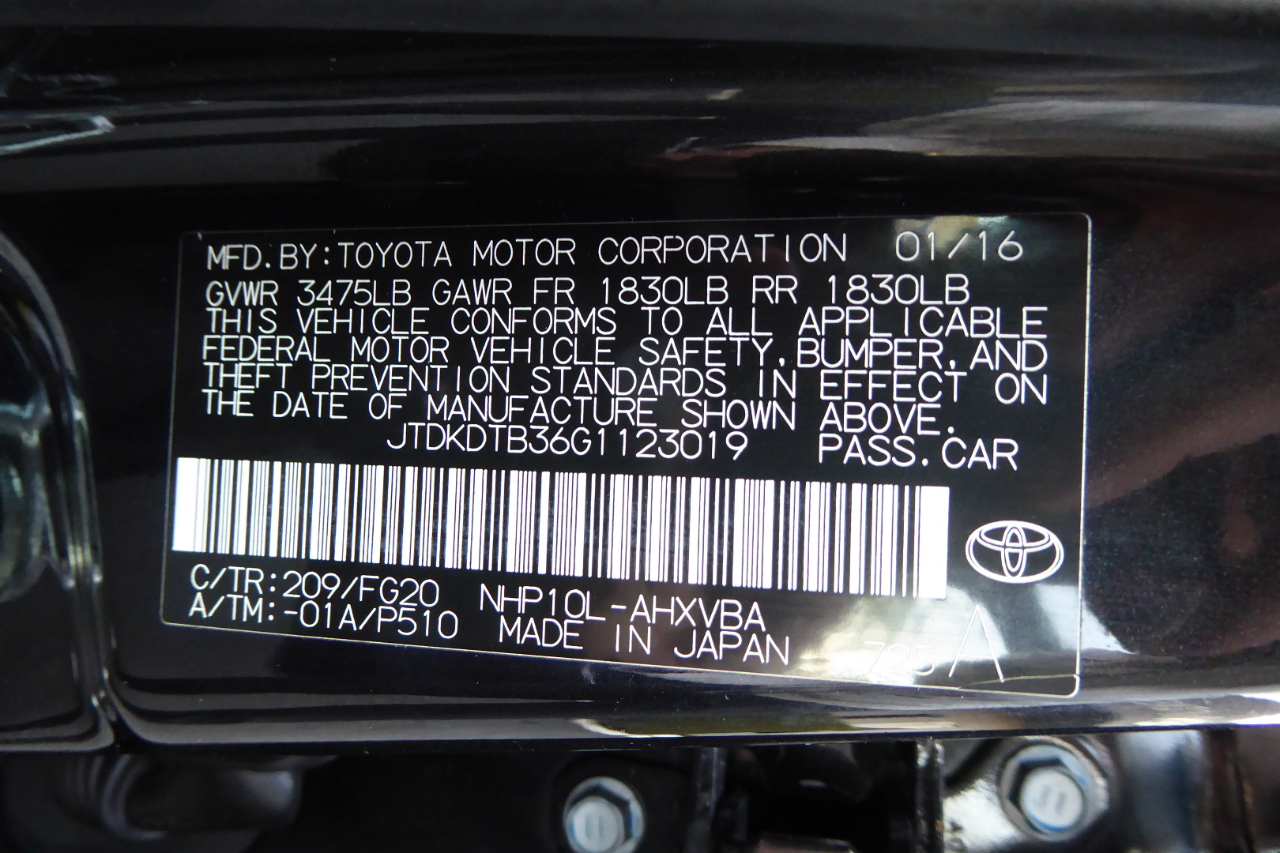 MFD.BY:TOYOTA MOTOR CORPORATION 01/16
GVWR 3475LB GAWR FR 1830LB RR 1830LB
THIS VEHICLE CONFORMS TO ALL APPLICABLE
FEDERAL MOTOR VEHICLE SAFETY, BUMPER, AND
THEFT PREVENTION STANDARDS IN EFFECT ON
THE DATE OF MANUFACTURE SHOWN ABOVE.
JTDKDTB36G1123019 PASS.CAR
C/TR:209/FG20 NHP10L-AHXVBA
A/TM:-01A/P510 MADE IN JAPAN A